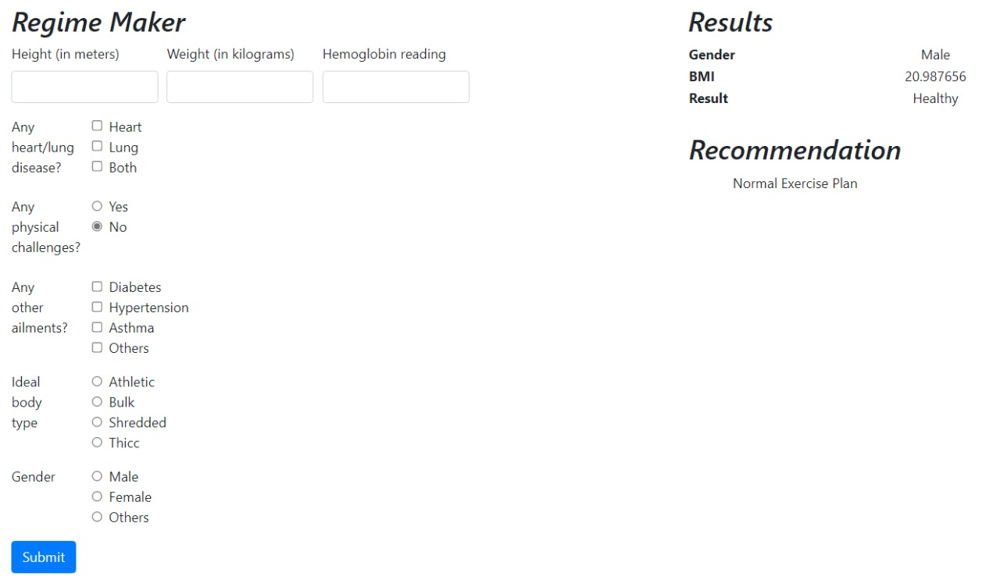 Regime Maker
Height (in meters) Weight (in kilograms) Hemoglobin reading
Any
heart/lung
disease?
Heart
Lung
Both
Any
physical
challenges?
Yes
No
Any
other
ailments?
Diabetes
Hypertension
Asthma
Others
Ideal
body
type
Athletic
Bulk
Shredded
Thicc
Gender
Male
Female
Others
Submit
Results
Gender Male
BMI 20.987656
Result Healthy
Recommendation
Normal Exercise Plan